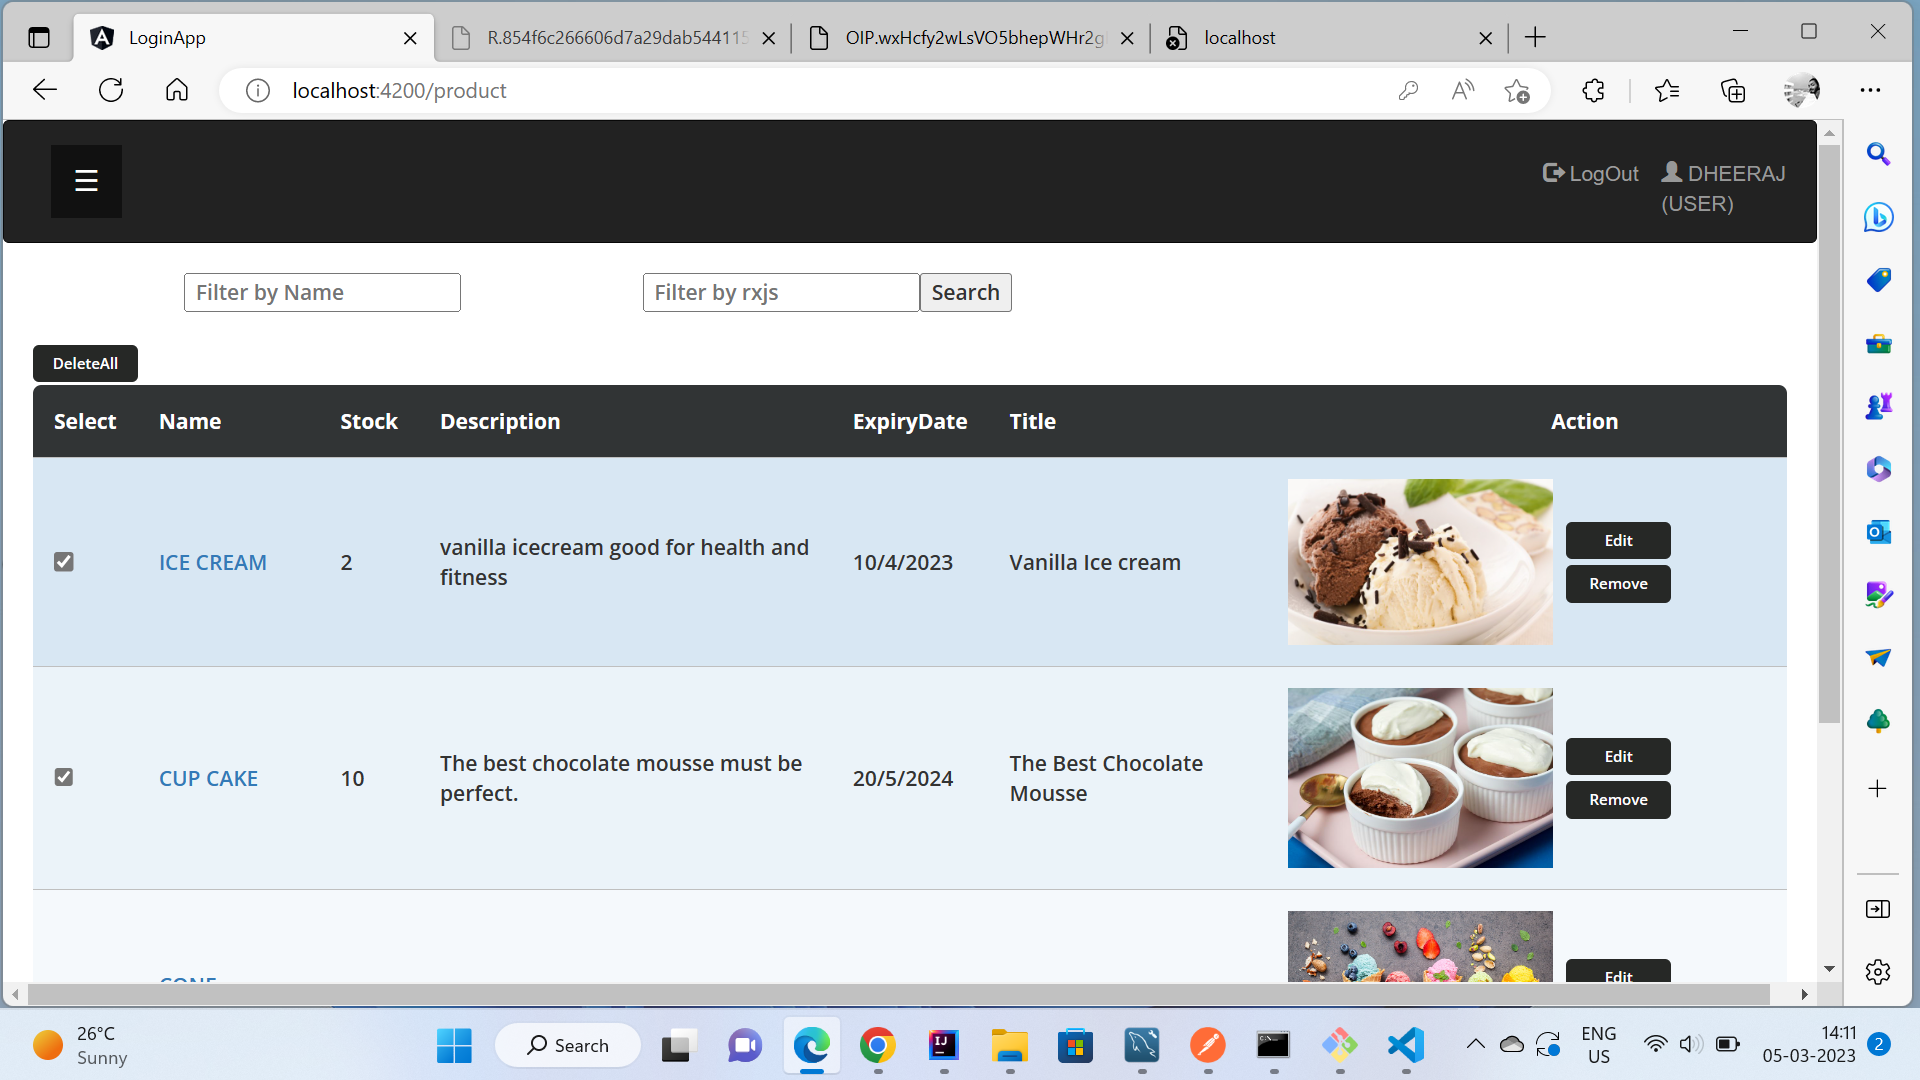 LoginApp
R.854f6c266606d7a29dab544115
OIP.wxHcfy2wLsVO5bhepWHr2g
localhost
localhost:4200/product
LogOut
DHEERAJ
(USER)
Filter by Name
Filter by rxjs
Search
DeleteAll
Select Name Stock Description ExpiryDate Title Action
ICE CREAM 2 vanilla icecream good for health and
fitness
10/4/2023 Vanilla Ice cream
Edit
Remove
CUP CAKE 10 The best chocolate mousse must be
perfect.
20/5/2024 The Best Chocolate
Mousse
Edit
Remove
CONE
Edit
26°C
Sunny
Search
ENG
US
14:11
05-03-2023
2